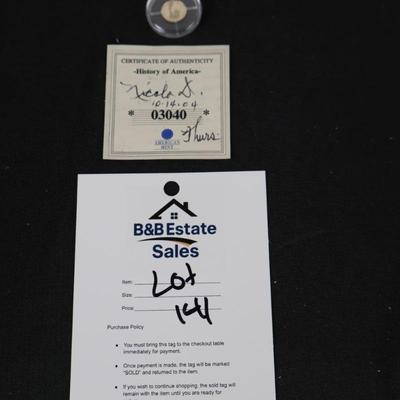 CERTIFICATE OF AUTHENTICITY
-History of America-
Nicola D.
10.14.04
* 03040 *
Thurs.
AMERICAN
MINT
B&B Estate
Sales
Item: Lot
Size:
Price: 141
Purchase Policy
• You must bring this tag to the checkout table
immediately for payment.
• Once payment is made, the tag will be marked
"SOLD" and returned to the item.
• If you wish to continue shopping, the sold tag will
remain with the item until you are ready for